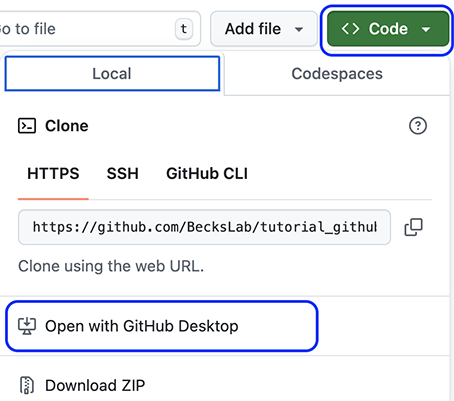 o to file t Add file <> Code
Local Codespaces
Clone
HTTPS SSH GitHub CLI
https://github.com/BecksLab/tutorial_github
Clone using the web URL.
Open with GitHub Desktop
Download ZIP